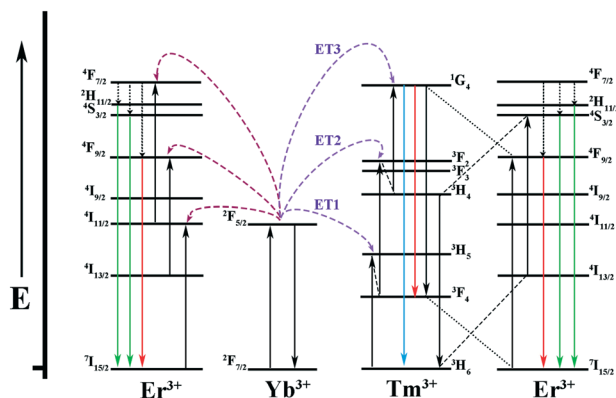 E
⁴F₇/₂
²H₁₁/₂
⁴S₃/₂
⁴F₉/₂
⁴I₉/₂
⁴I₁₁/₂
⁴I₁₃/₂
⁷I₁₅/₂
Er³⁺
²F₅/₂
²F₇/₂
Yb³⁺
ET3
ET2
ET1
¹G₄
³F₂
³F₃
³H₄
³H₅
³F₄
³H₆
Tm³⁺
⁴F₇/₂
²H₁₁/₂
⁴S₃/₂
⁴F₉/₂
⁴I₉/₂
⁴I₁₁/₂
⁴I₁₃/₂
⁷I₁₅/₂
Er³⁺